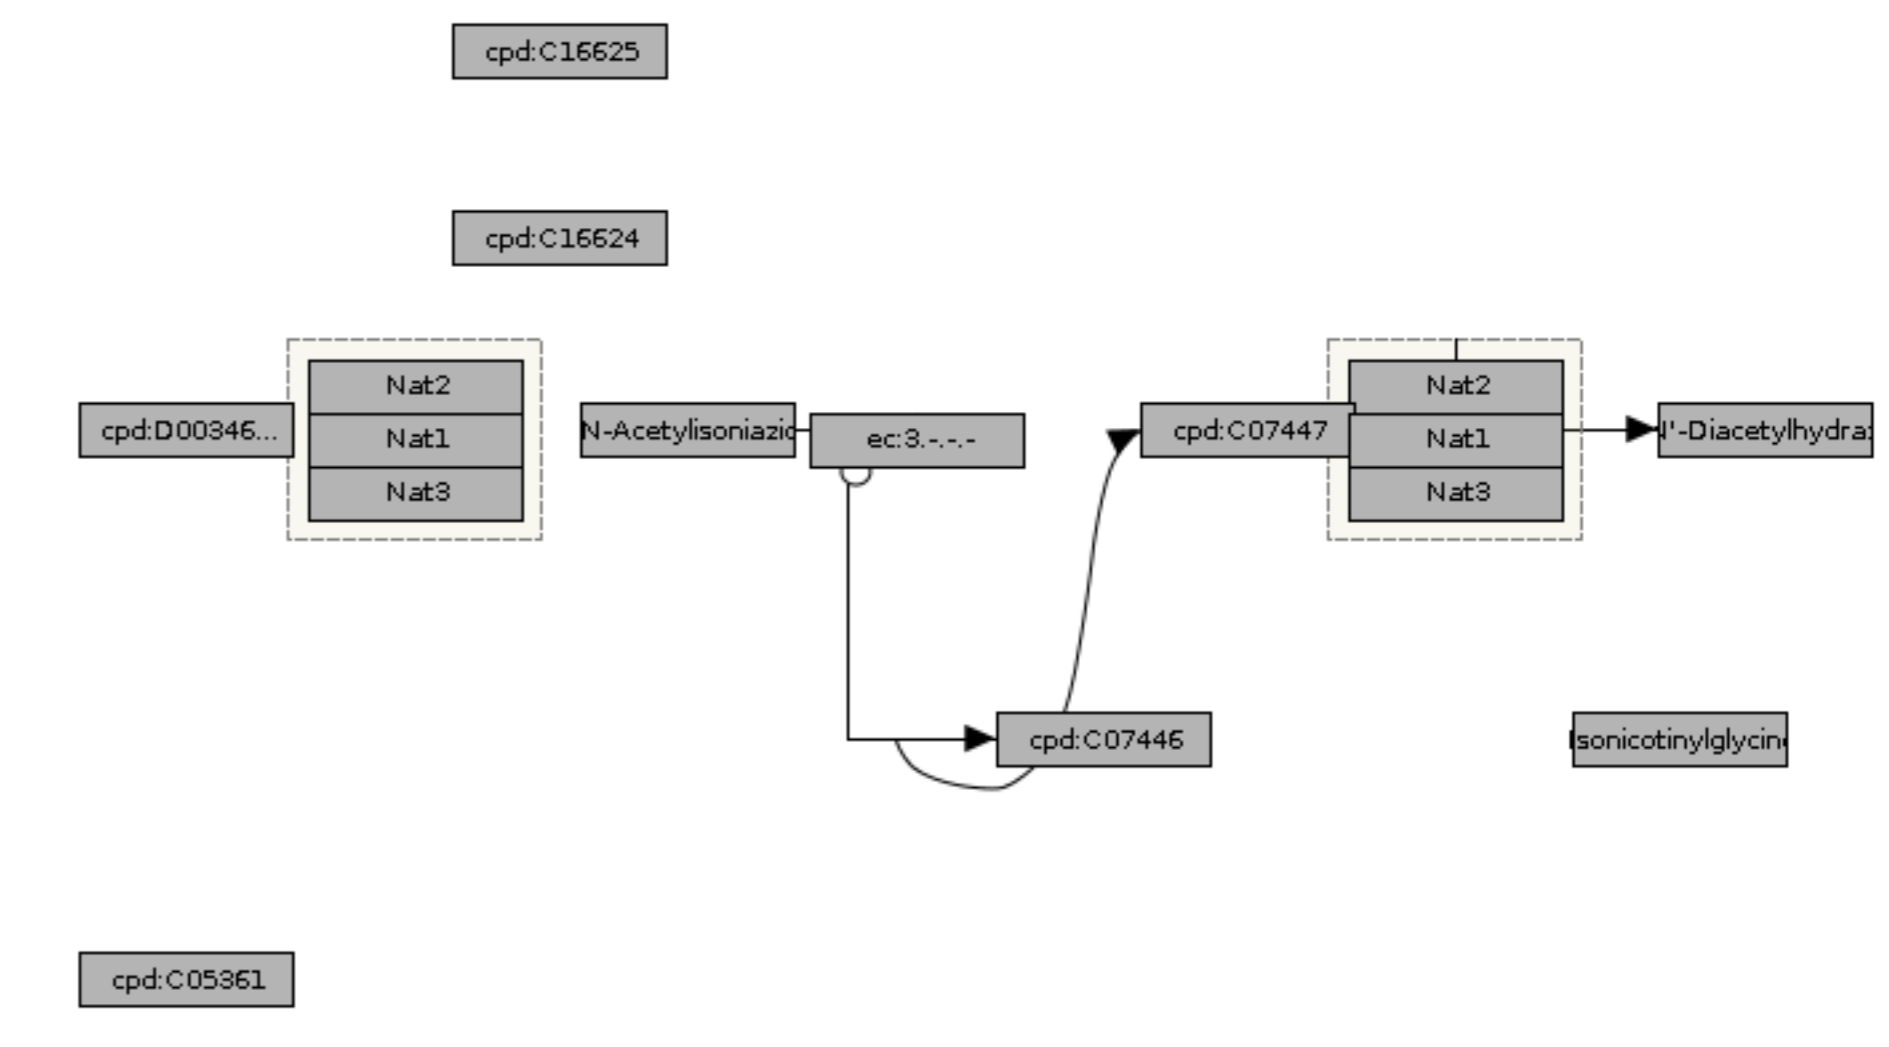 cpd:C16625
cpd:C16624
Nat2
Nat1
Nat3
cpd:D00346...
N-Acetylisoniazid
ec:3.-.-.-
cpd:C07447
Nat2
Nat1
Nat3
'-Diacetylhydra
cpd:C07446
sonicotinylglycin
cpd:C05361